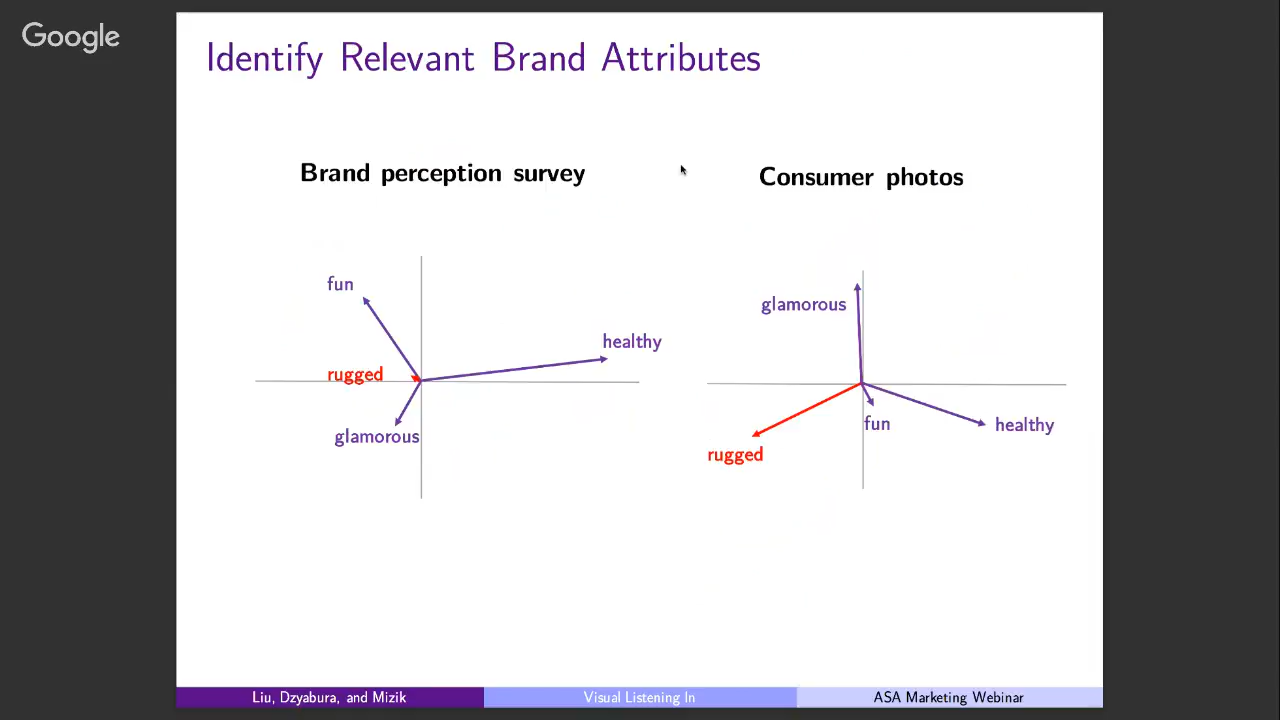 Google
Identify Relevant Brand Attributes
Brand perception survey
Consumer photos
fun
healthy
rugged
glamorous
glamorous
fun
healthy
rugged
Liu, Dzyabura, and Mizik
Visual Listening In
ASA Marketing Webinar